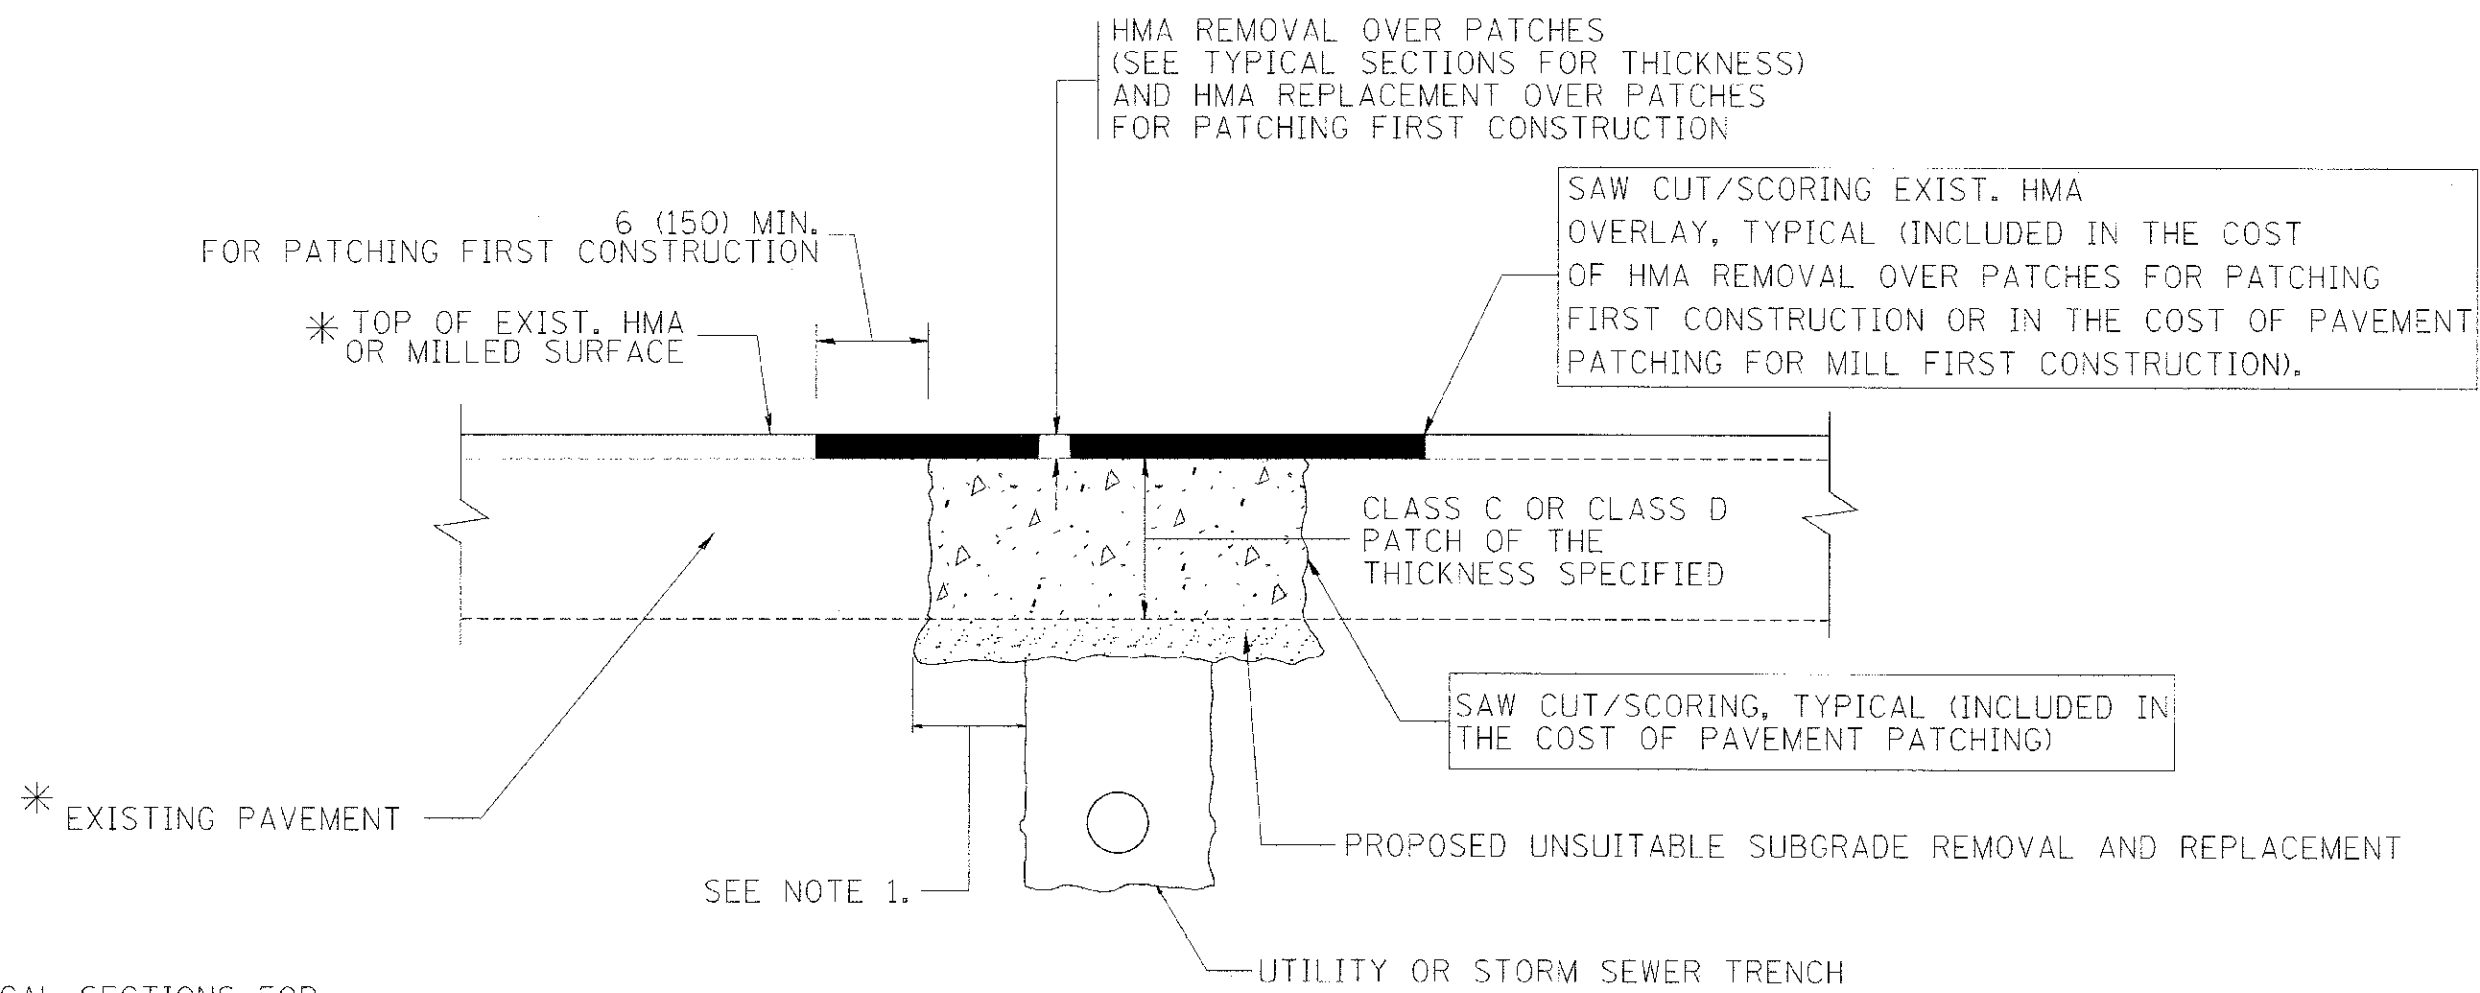 HMA REMOVAL OVER PATCHES
(SEE TYPICAL SECTIONS FOR THICKNESS)
AND HMA REPLACEMENT OVER PATCHES
FOR PATCHING FIRST CONSTRUCTION
SAW CUT/SCORING EXIST. HMA
OVERLAY, TYPICAL (INCLUDED IN THE COST
OF HMA REMOVAL OVER PATCHES FOR PATCHING
FIRST CONSTRUCTION OR IN THE COST OF PAVEMENT
PATCHING FOR MILL FIRST CONSTRUCTION).
6 (150) MIN.
FOR PATCHING FIRST CONSTRUCTION
* TOP OF EXIST. HMA
OR MILLED SURFACE
CLASS C OR CLASS D
PATCH OF THE
THICKNESS SPECIFIED
SAW CUT/SCORING, TYPICAL (INCLUDED IN
THE COST OF PAVEMENT PATCHING)
* EXISTING PAVEMENT
PROPOSED UNSUITABLE SUBGRADE REMOVAL AND REPLACEMENT
SEE NOTE 1.
UTILITY OR STORM SEWER TRENCH
SECTIONS FOR